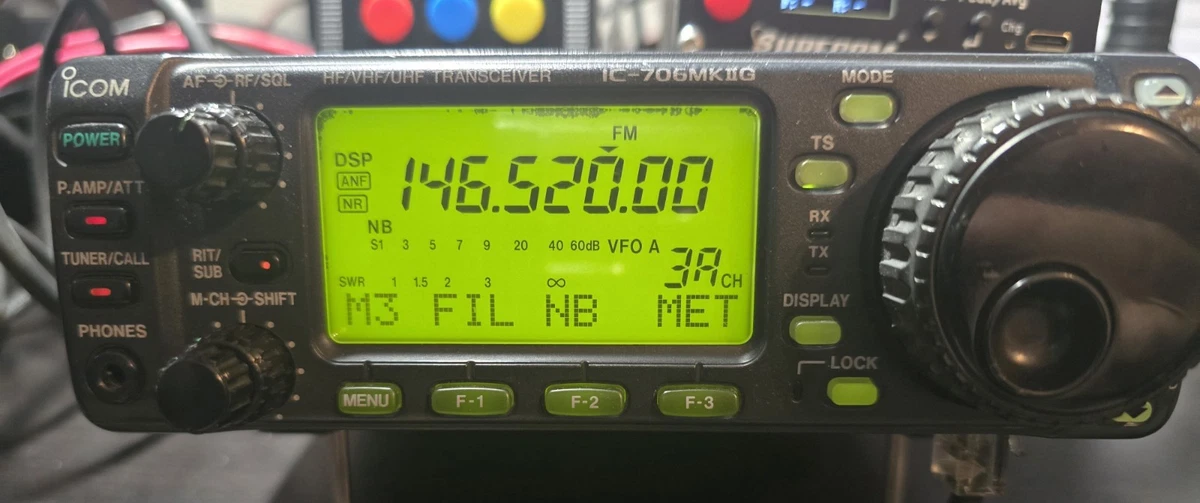 SUPCOM
Chg
ICOM
AF RF/SQL
HF/VHF/UHF TRANSCEIVER
IC-706MKIIG
MODE
POWER
FM
DSP
ANF
NR
146.520.00
TS
P.AMP/ATT
NB
RX
S1 3 5 7 9 20 40 60dB VFO A
TX
TUNER/CALL
RIT/
SUB
3A CH
SWR 1 1.5 2 3 ∞
M-CH SHIFT
DISPLAY
M3 FIL NB MET
PHONES
LOCK
MENU
F-1
F-2
F-3